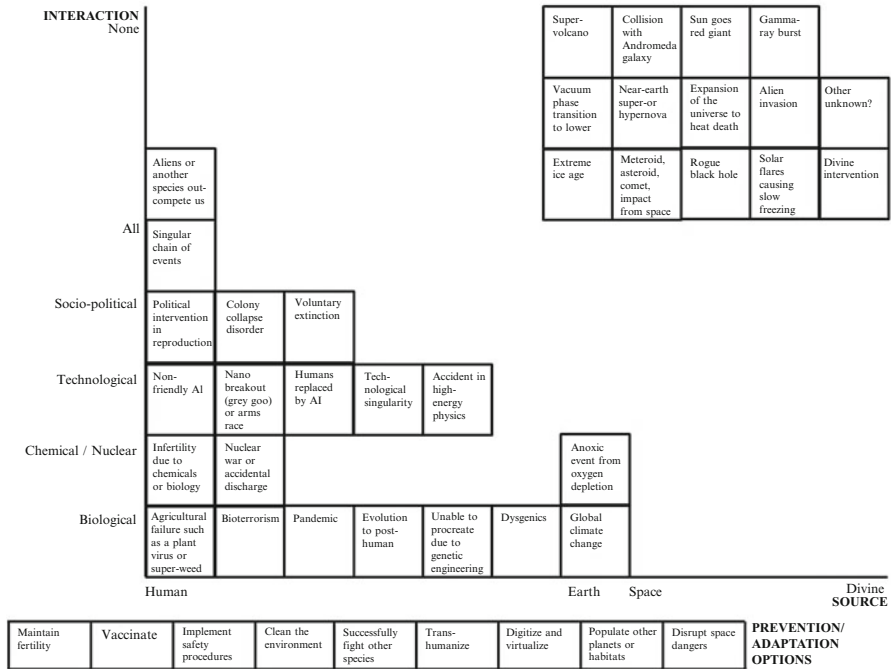 INTERACTION
None
Super-
volcano
Collision
with
Andromeda
galaxy
Sun goes
red giant
Gamma-
ray burst
Vacuum
phase
transition
to lower
Near-earth
super-or
hypernova
Expansion
of the
universe to
heat death
Alien
invasion
Other
unknown?
Aliens or
another
species out-
compete us
Extreme
ice age
Meteroid,
asteroid,
comet,
impact
from space
Rogue
black hole
Solar
flares
causing
slow
freezing
Divine
intervention
All
Singular
chain of
events
Socio-political
Political
intervention
in
reproduction
Colony
collapse
disorder
Voluntary
extinction
Technological
Non-
friendly Al
Nano
breakout
(grey goo)
or arms
race
Humans
replaced
by AI
Tech-
nological
singularity
Accident in
high-
energy
physics
Chemical / Nuclear
Infertility
due to
chemicals
or biology
Nuclear
war or
accidental
discharge
Anoxic
event from
oxygen
depletion
Biological
Agricultural
failure such
as a plant
virus or
super-weed
Bioterrorism
Pandemic
Evolution
to post-
human
Unable to
procreate
due to
genetic
engineering
Dysgenics
Global
climate
change
Human
Earth
Space
Divine
SOURCE
Maintain
fertility
Vaccinate
Implement
safety
procedures
Clean the
environment
Successfully
fight other
species
Trans-
humanize
Digitize and
virtualize
Populate other
planets or
habitats
Disrupt space
dangers
PREVENTION/
ADAPTATION
OPTIONS